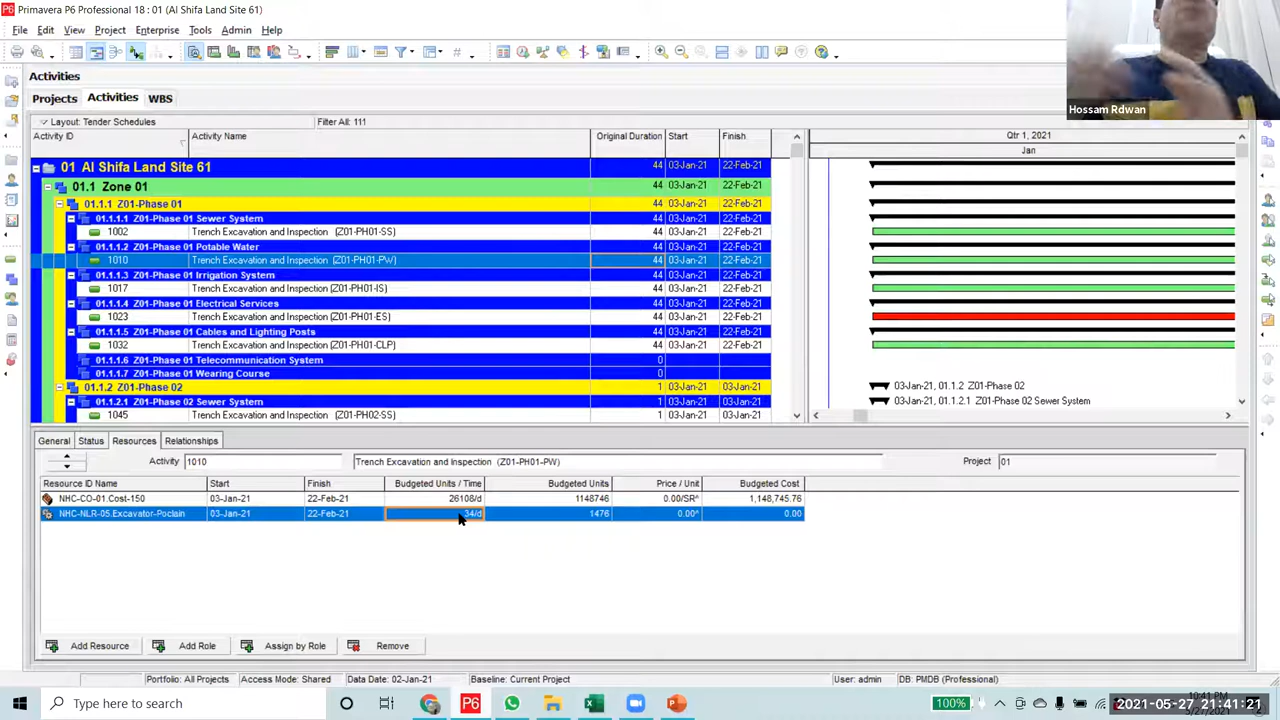 Primavera P6 Professional 18 : 01 (Al Shifa Land Site 61)
File Edit View Project Enterprise Tools Admin Help
Activities
Hossam Rdwan
Projects Activities WBS
Layout: Tender Schedules Filter All: 111
Activity ID Activity Name Original Duration Start Finish Qtr 1, 2021
Jan
01 Al Shifa Land Site 61 44 03-Jan-21 22-Feb-21
01.1 Zone 01 44 03-Jan-21 22-Feb-21
01.1.1 Z01-Phase 01 44 03-Jan-21 22-Feb-21
01.1.1.1 Z01-Phase 01 Sewer System 44 03-Jan-21 22-Feb-21
1002 Trench Excavation and Inspection (Z01-PH01-SS) 44 03-Jan-21 22-Feb-21
01.1.1.2 Z01-Phase 01 Potable Water 44 03-Jan-21 22-Feb-21
1010 Trench Excavation and Inspection (Z01-PH01-PW) 44 03-Jan-21 22-Feb-21
01.1.1.3 Z01-Phase 01 Irrigation System 44 03-Jan-21 22-Feb-21
1017 Trench Excavation and Inspection (Z01-PH01-IS) 44 03-Jan-21 22-Feb-21
01.1.1.4 Z01-Phase 01 Electrical Services 44 03-Jan-21 22-Feb-21
1023 Trench Excavation and Inspection (Z01-PH01-ES) 44 03-Jan-21 22-Feb-21
01.1.1.5 Z01-Phase 01 Cables and Lighting Posts 44 03-Jan-21 22-Feb-21
1032 Trench Excavation and Inspection (Z01-PH01-CLP) 44 03-Jan-21 22-Feb-21
01.1.1.6 Z01-Phase 01 Telecommunication System 0
01.1.1.7 Z01-Phase 01 Wearing Course 0
01.1.2 Z01-Phase 02 1 03-Jan-21 03-Jan-21 03-Jan-21, 01.1.2 Z01-Phase 02
01.1.2.1 Z01-Phase 02 Sewer System 1 03-Jan-21 03-Jan-21 03-Jan-21, 01.1.2.1 Z01-Phase 02 Sewer System
1045 Trench Excavation and Inspection (Z01-PH02-SS) 1 03-Jan-21 03-Jan-21
General Status Resources Relationships
Activity 1010 Trench Excavation and Inspection (Z01-PH01-PW) Project 01
Resource ID Name Start Finish Budgeted Units / Time Budgeted Units Price / Unit Budgeted Cost
NHC-CO-01.Cost-150 03-Jan-21 22-Feb-21 26108/d 1148746 0.00/SR^ 1,148,745.76
NHC-NLR-05.Excavator-Poclain 03-Jan-21 22-Feb-21 34/d 1476 0.00^ 0.00
Add Resource Add Role Assign by Role Remove
Portfolio: All Projects Access Mode: Shared Data Date: 02-Jan-21 Baseline: Current Project User: admin DB: PMDB (Professional)
Type here to search 100%
2021-05-27 21:41:21